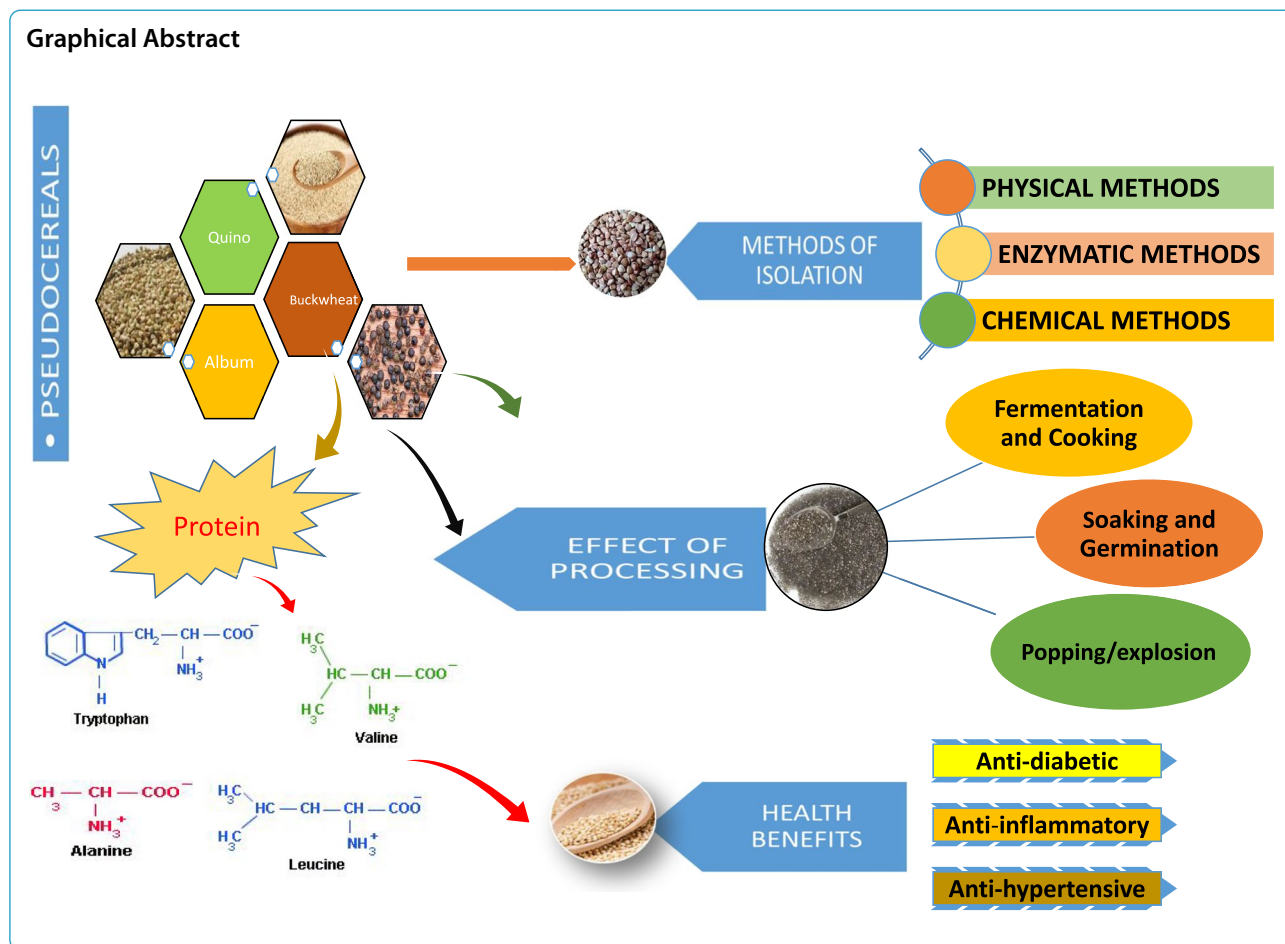 Graphical Abstract
• PSEUDOCEREALS
Quino
Buckwheat
Album
METHODS OF
ISOLATION
PHYSICAL METHODS
ENZYMATIC METHODS
CHEMICAL METHODS
Protein
EFFECT OF
PROCESSING
Fermentation
and Cooking
Soaking and
Germination
Popping/explosion
CH₂—CH—COO⁻
NH₃⁺
N
H
Tryptophan
H₃C
HC—CH—COO⁻
H₃C
NH₃⁺
Valine
CH₃—CH—COO⁻
NH₃⁺
Alanine
H₃C
HC—CH—CH—COO⁻
H₃C
NH₃⁺
Leucine
HEALTH
BENEFITS
Anti-diabetic
Anti-inflammatory
Anti-hypertensive